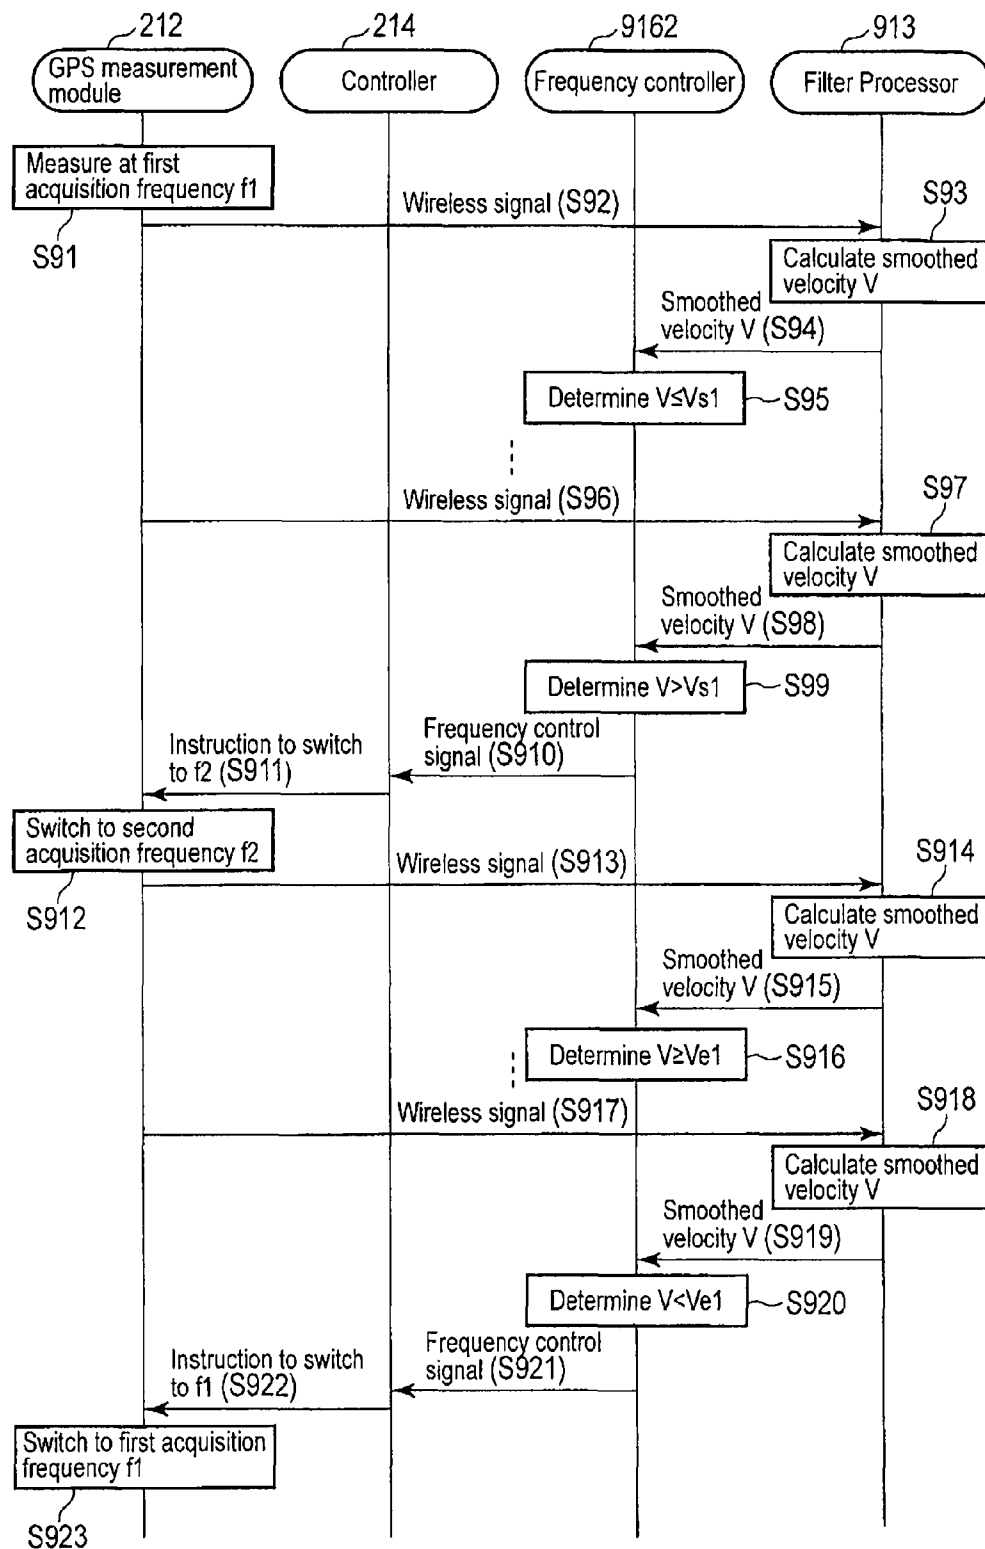 212
214
9162
913
GPS measurement
module
Controller
Frequency controller
Filter Processor
Measure at first
acquisition frequency f1
S91
Wireless signal (S92)
S93
Calculate smoothed
velocity V
Smoothed
velocity V (S94)
Determine V≤Vs1
S95
Wireless signal (S96)
S97
Calculate smoothed
velocity V
Smoothed
velocity V (S98)
Determine V>Vs1
S99
Frequency control
signal (S910)
Instruction to switch
to f2 (S911)
Switch to second
acquisition frequency f2
S912
Wireless signal (S913)
S914
Calculate smoothed
velocity V
Smoothed
velocity V (S915)
Determine V≥Ve1
S916
Wireless signal (S917)
S918
Calculate smoothed
velocity V
Smoothed
velocity V (S919)
Determine V<Ve1
S920
Frequency control
signal (S921)
Instruction to switch
to f1 (S922)
Switch to first acquisition
frequency f1
S923